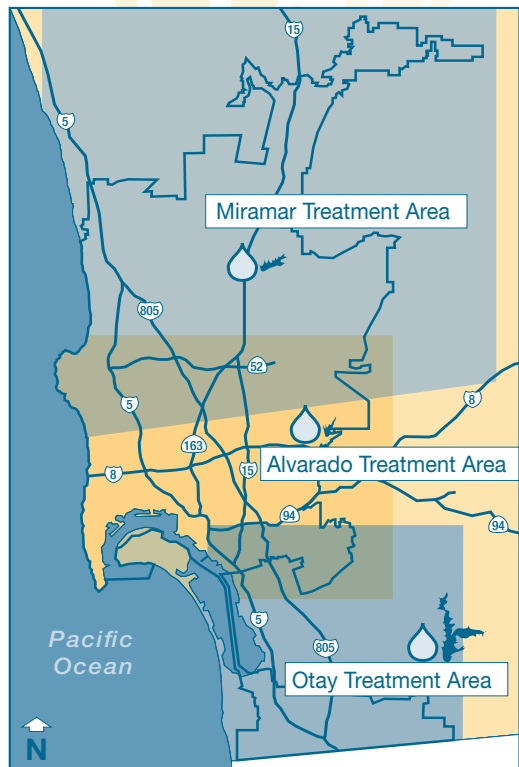 15
5
Miramar Treatment Area
805
52
5
8
163
15
8
Alvarado Treatment Area
94
94
5
Pacific
Ocean
805
Otay Treatment Area
N